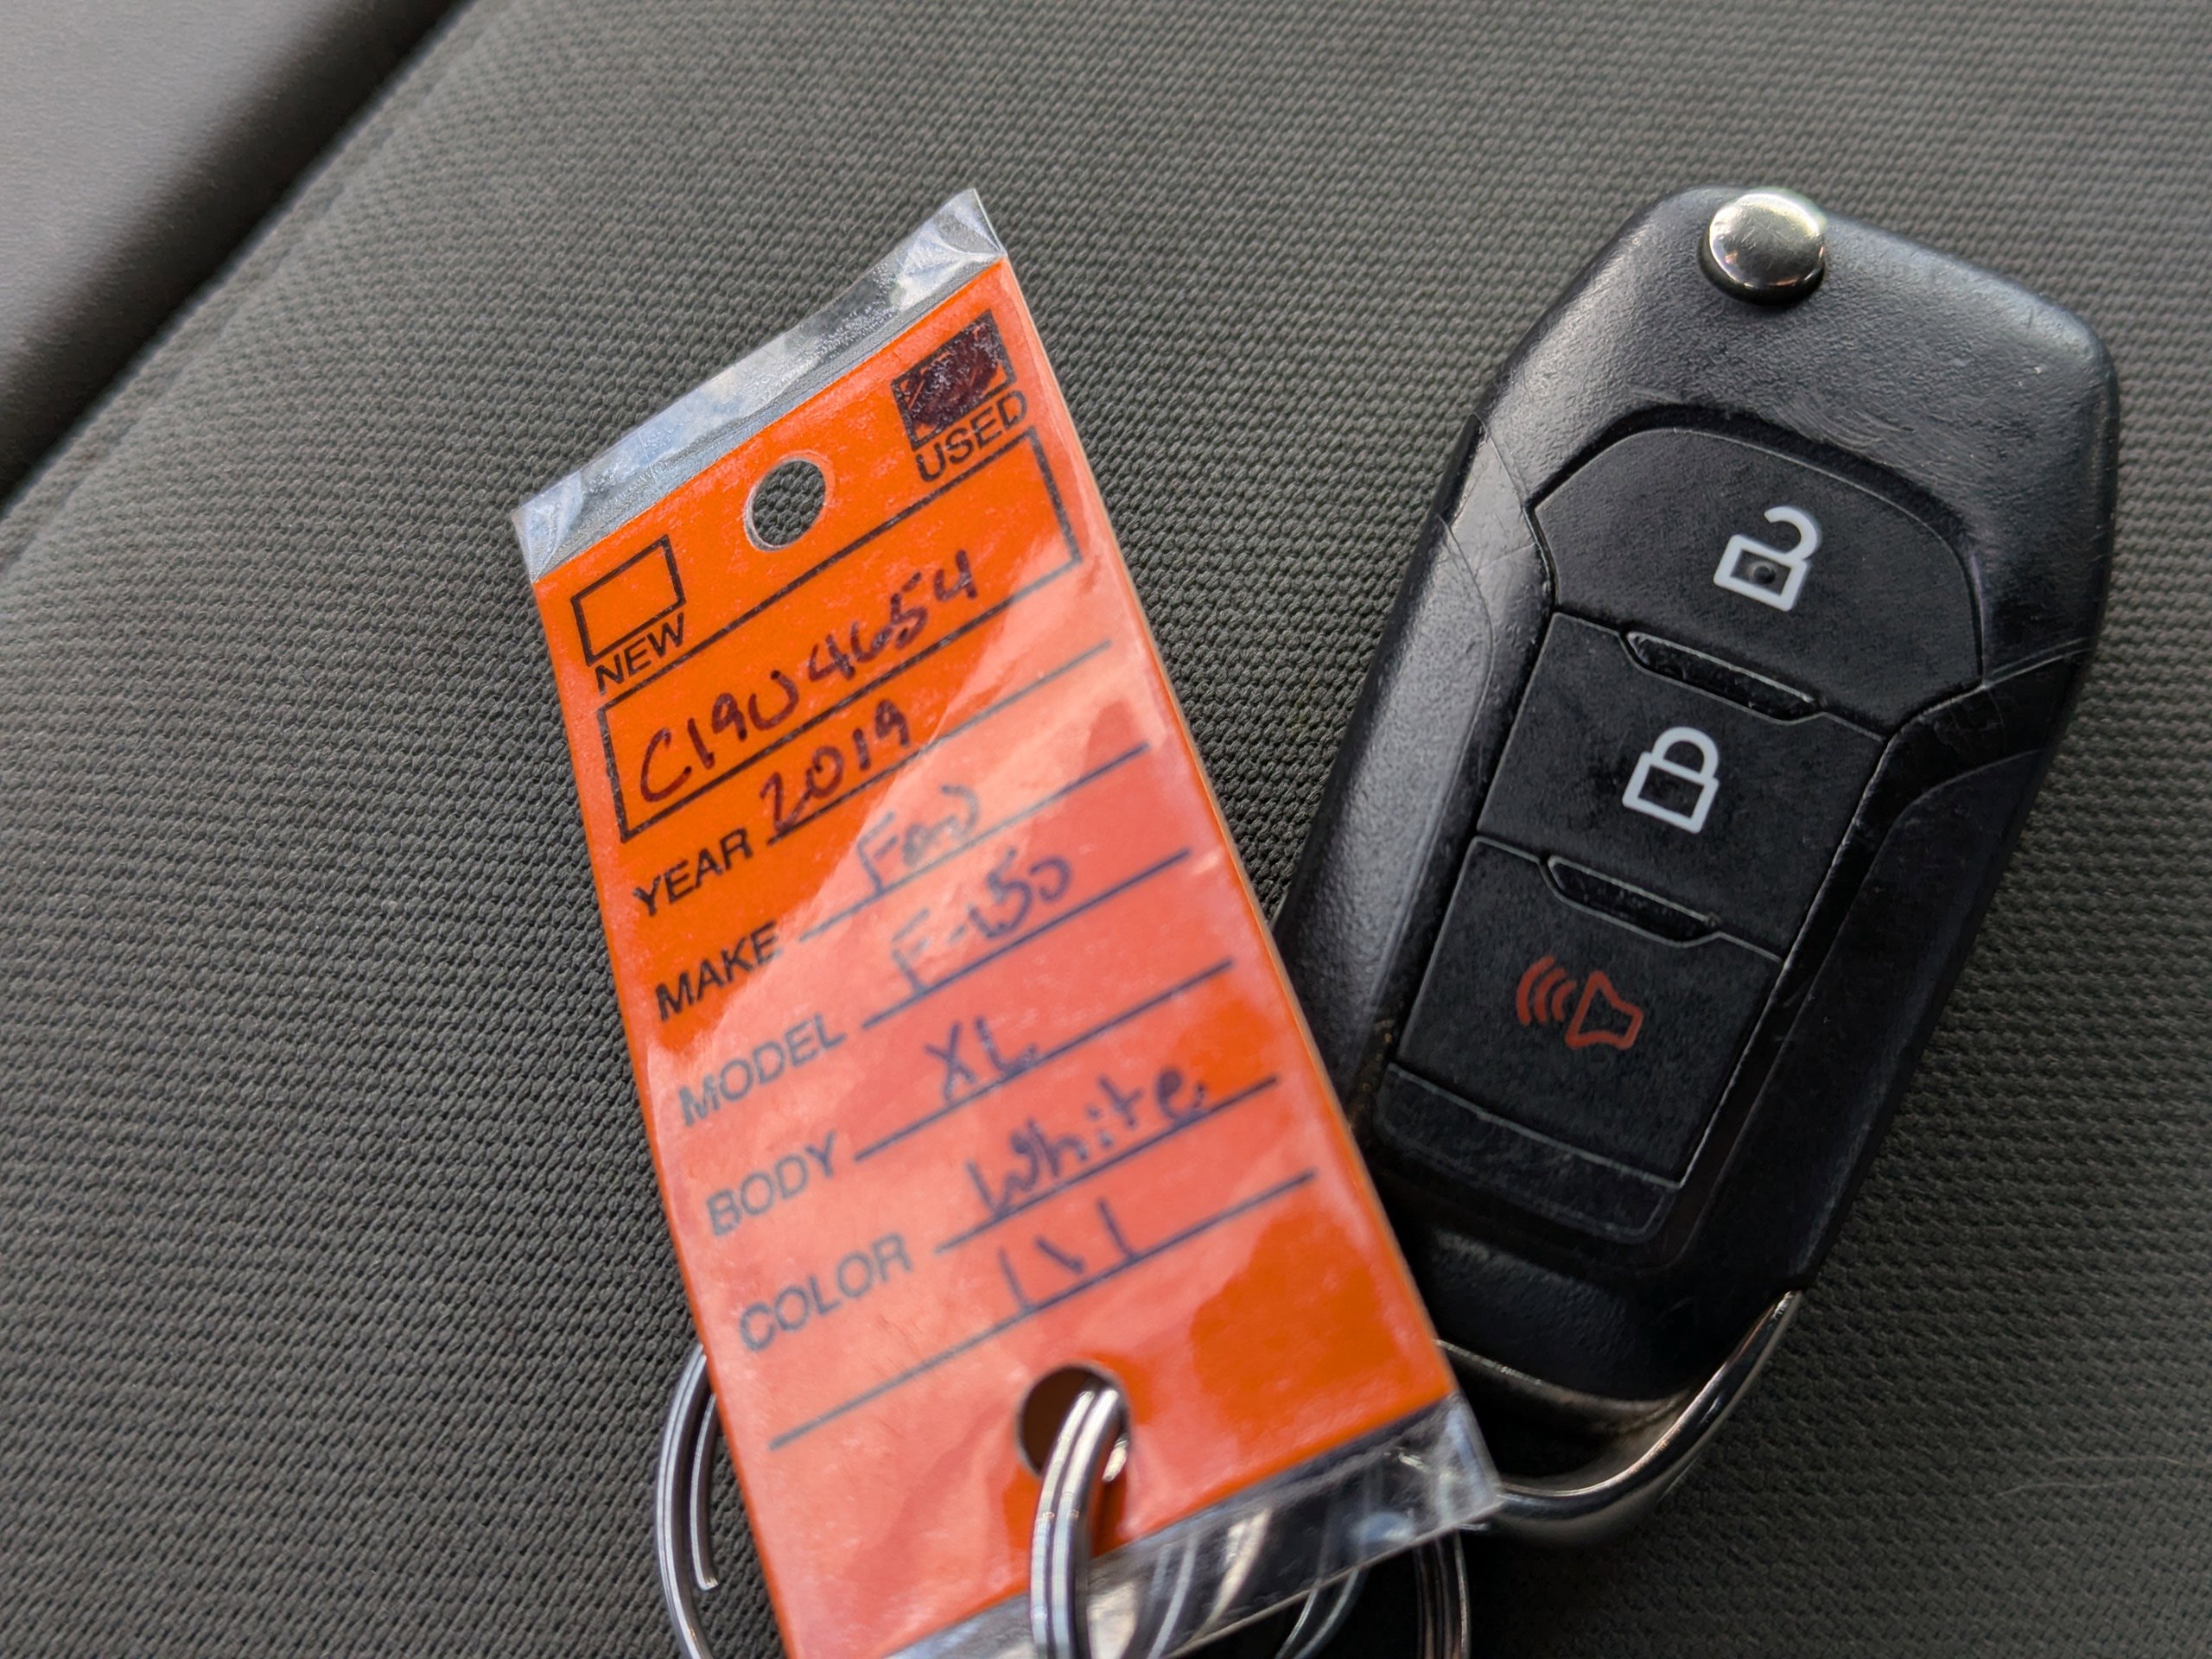 USED
NEW
C19U4654
YEAR 2019
MAKE Ford
MODEL F-150
BODY XL
COLOR White